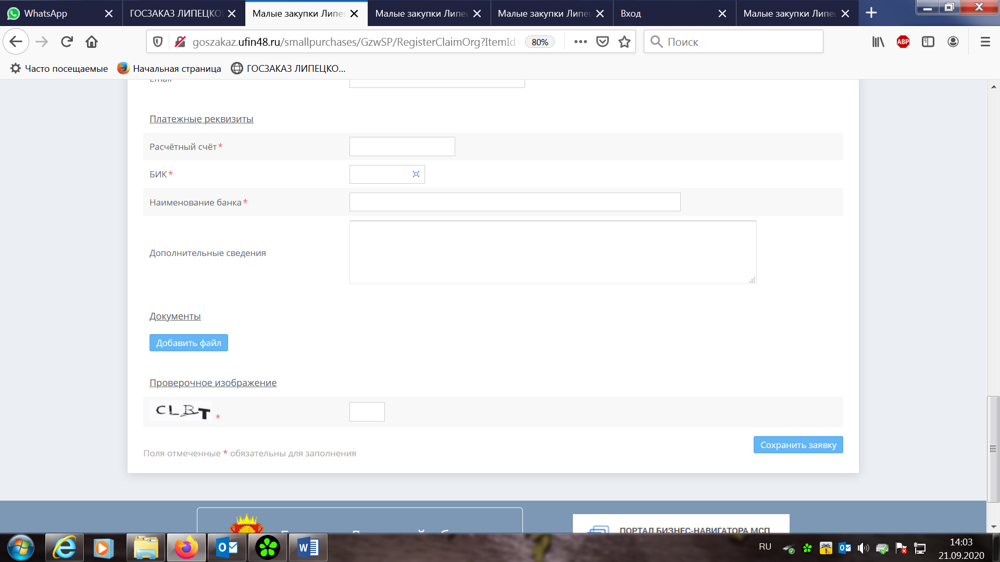 WhatsApp
ГОСЗАКАЗ ЛИПЕЦКО
Малые закупки Липе
Малые закупки Липе
Малые закупки Липе
Вход
Малые закупки Липе
goszakaz.ufin48.ru/smallpurchases/GzwSP/RegisterClaimOrg?ItemId=
80%
Поиск
ABP
Часто посещаемые
Начальная страница
ГОСЗАКАЗ ЛИПЕЦКО...
Email
Платежные реквизиты
Расчётный счёт *
БИК *
Наименование банка *
Дополнительные сведения
Документы
Добавить файл
Проверочное изображение
CLBT *
Сохранить заявку
Поля отмеченные * обязательны для заполнения
ПОРТАЛ БИЗНЕС-НАВИГАТОРА МСП
RU
14:03
21.09.2020